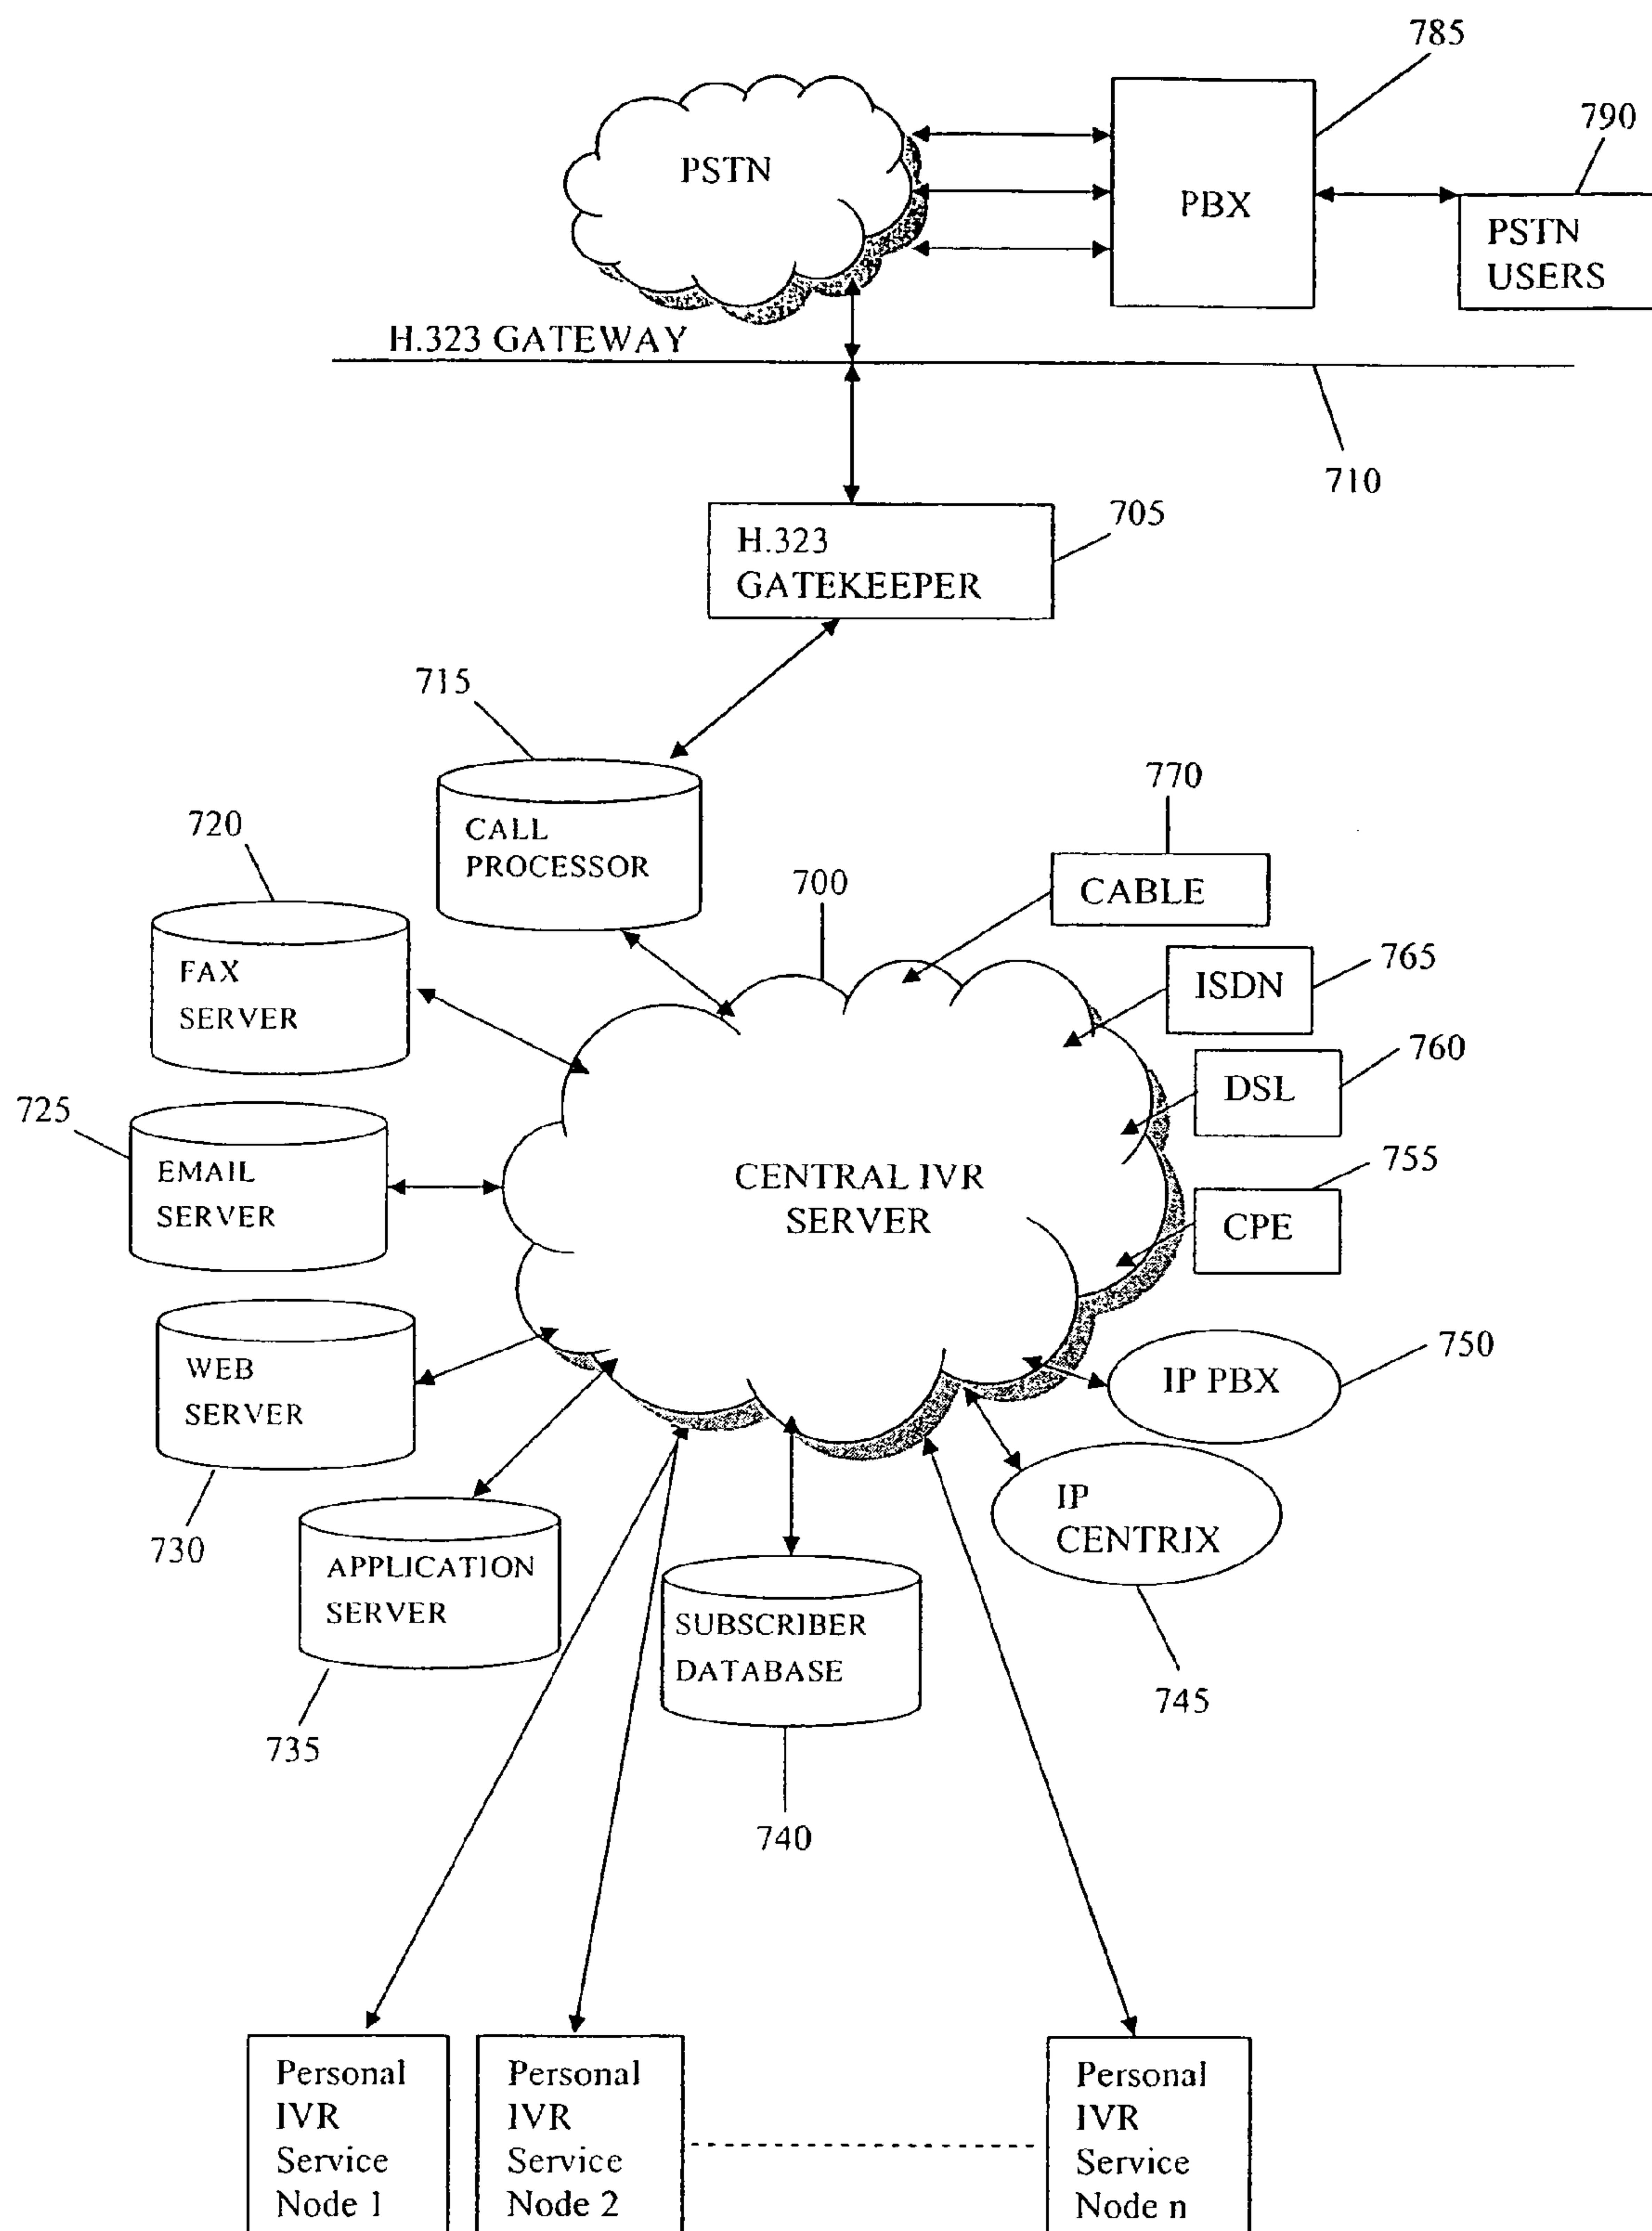 785
790
PSTN
PBX
PSTN
USERS
H.323 GATEWAY
710
H.323
GATEKEEPER
705
715
CALL
PROCESSOR
770
CABLE
720
FAX
SERVER
700
ISDN
765
DSL
760
725
EMAIL
SERVER
CENTRAL IVR
SERVER
755
CPE
WEB
SERVER
730
IP PBX
750
IP
CENTRIX
745
APPLICATION
SERVER
735
SUBSCRIBER
DATABASE
740
Personal
IVR
Service
Node 1
Personal
IVR
Service
Node 2
Personal
IVR
Service
Node n